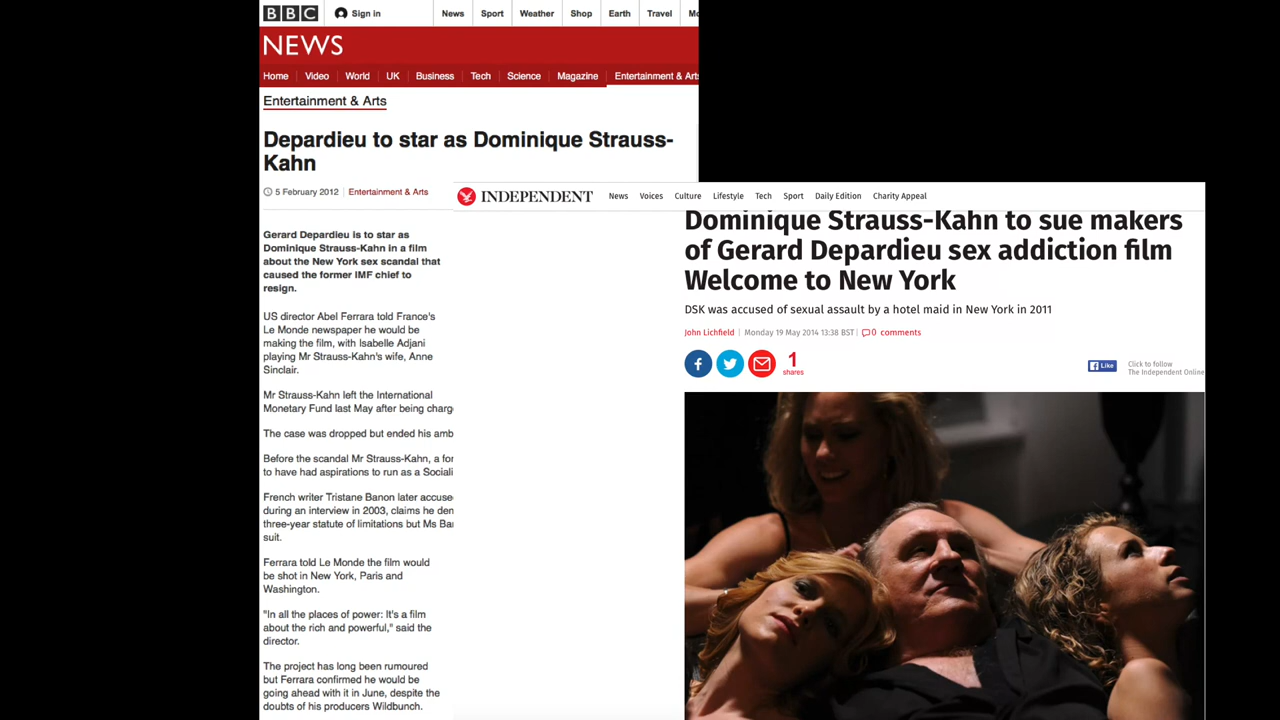 BBC
Sign in
News
Sport
Weather
Shop
Earth
Travel
NEWS
Home
Video
World
UK
Business
Tech
Science
Magazine
Entertainment & Arts
Entertainment & Arts
Depardieu to star as Dominique Strauss-
Kahn
5 February 2012
Entertainment & Arts
Gerard Depardieu is to star as
Dominique Strauss-Kahn in a film
about the New York sex scandal that
caused the former IMF chief to
resign.
US director Abel Ferrara told France's
Le Monde newspaper he would be
making the film, with Isabelle Adjani
playing Mr Strauss-Kahn's wife, Anne
Sinclair.
Mr Strauss-Kahn left the International
Monetary Fund last May after being charg
The case was dropped but ended his amb
Before the scandal Mr Strauss-Kahn, a for
to have had aspirations to run as a Sociali
French writer Tristane Banon later accuse
during an interview in 2003, claims he den
three-year statute of limitations but Ms Ba
suit.
Ferrara told Le Monde the film would
be shot in New York, Paris and
Washington.
"In all the places of power: It's a film
about the rich and powerful," said the
director.
The project has long been rumoured
but Ferrara confirmed he would be
going ahead with it in June, despite the
doubts of his producers Wildbunch.
INDEPENDENT
News
Voices
Culture
Lifestyle
Tech
Sport
Daily Edition
Charity Appeal
Dominique Strauss-Kahn to sue makers
of Gerard Depardieu sex addiction film
Welcome to New York
DSK was accused of sexual assault by a hotel maid in New York in 2011
John Lichfield
Monday 19 May 2014 13:38 BST
0 comments
1
shares
Like
Click to follow
The Independent Online